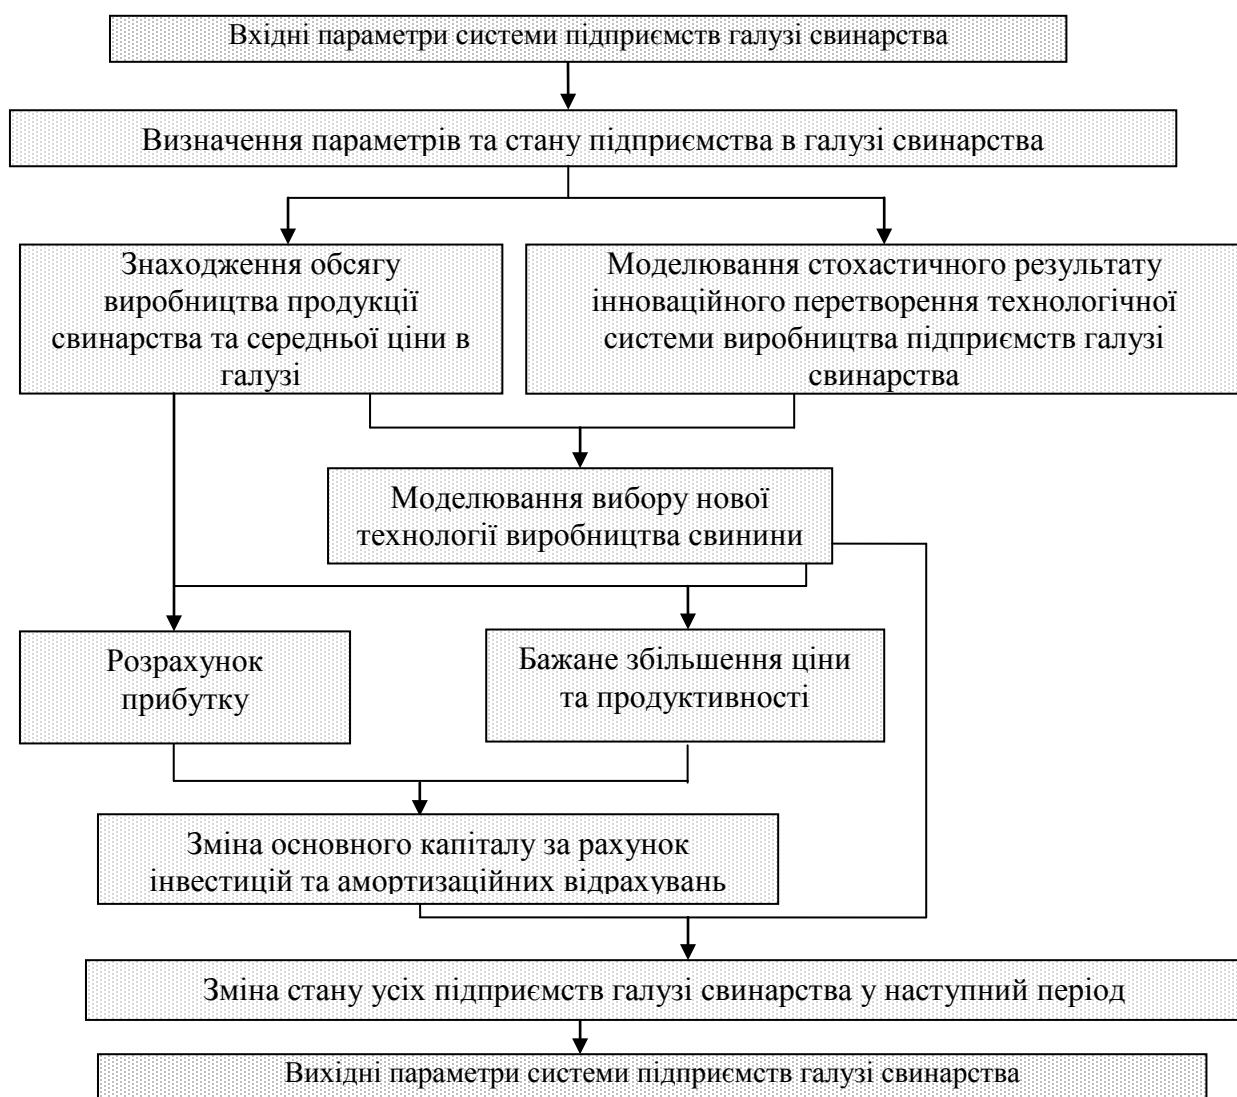 Вхідні параметри системи підприємств галузі свинарства
Визначення параметрів та стану підприємства в галузі свинарства
Знаходження обсягу
виробництва продукції
свинарства та середньої ціни в
галузі
Моделювання стохастичного результату
інноваційного перетворення технологічної
системи виробництва підприємств галузі
свинарства
Моделювання вибору нової
технології виробництва свинини
Розрахунок
прибутку
Бажане збільшення ціни
та продуктивності
Зміна основного капіталу за рахунок
інвестицій та амортизаційних відрахувань
Зміна стану усіх підприємств галузі свинарства у наступний період
Вихідні параметри системи підприємств галузі свинарства